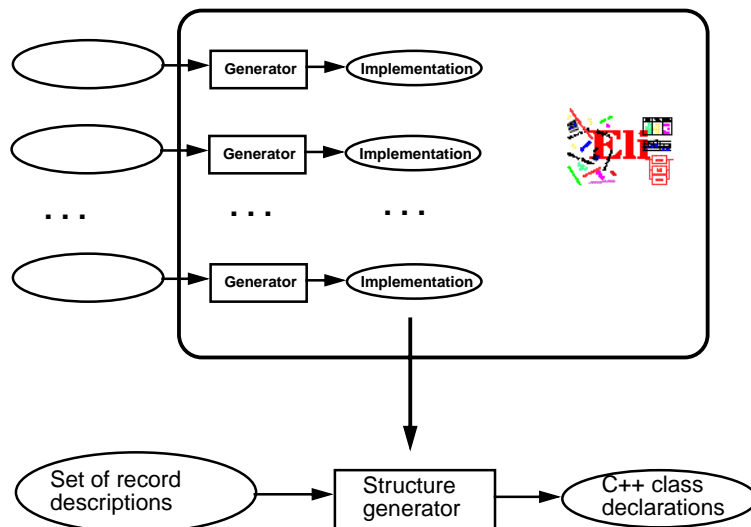 Generator Implementation
Generator Implementation
Eli
. . . . . . . . .
Generator Implementation
Set of record
descriptions
Structure
generator
C++ class
declarations